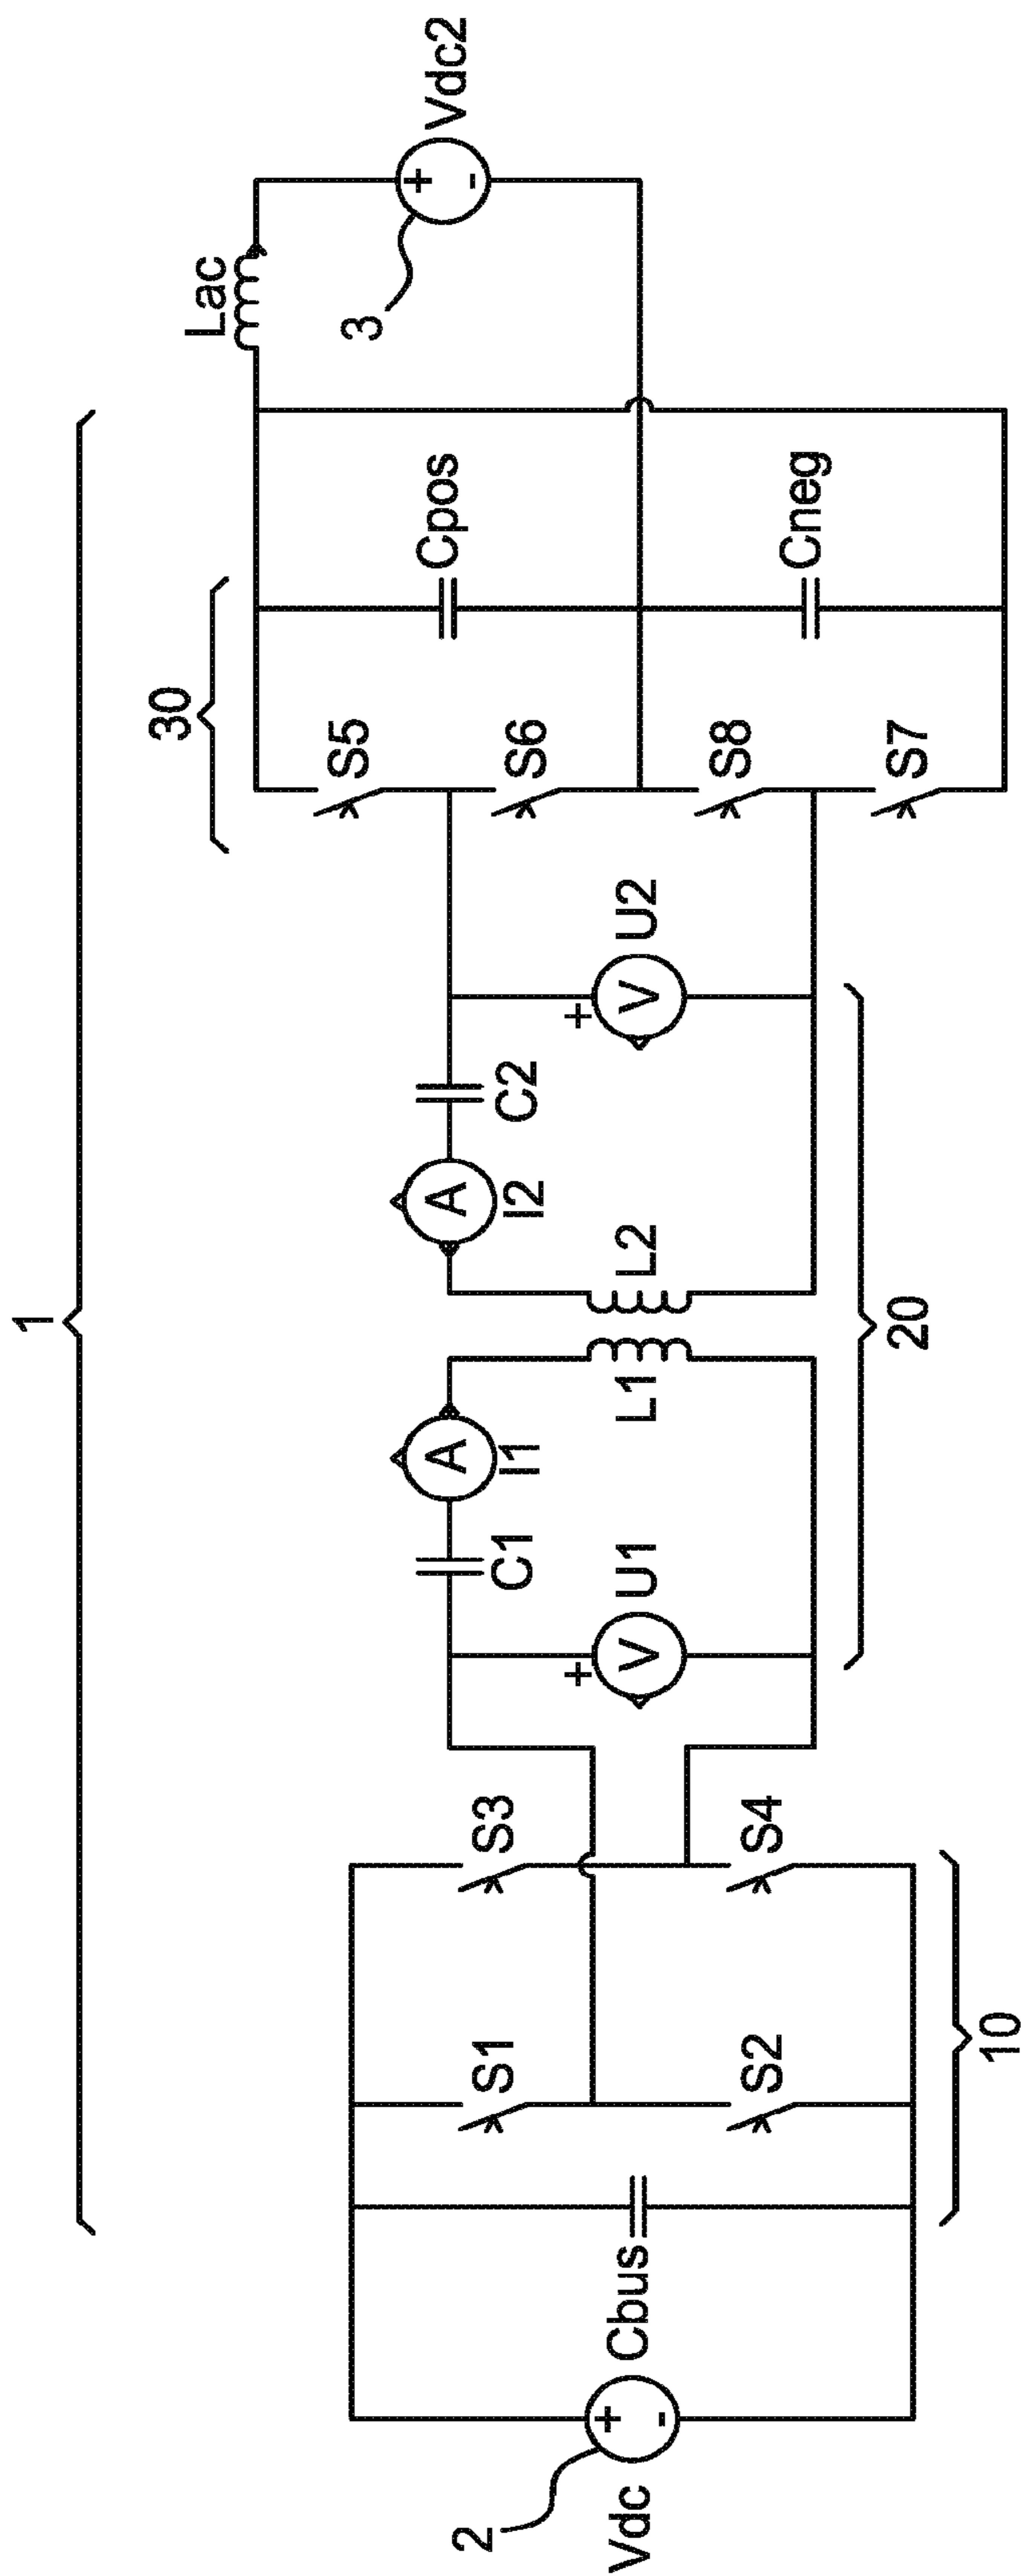 1
30
Lac
Vdc2
3
+
-
S5
Cpos
S6
S8
Cneg
S7
A
I1
C1
L1
+
V
U1
A
I2
C2
L2
+
V
U2
20
S1
S3
S2
S4
10
Cbus
2
Vdc
+
-